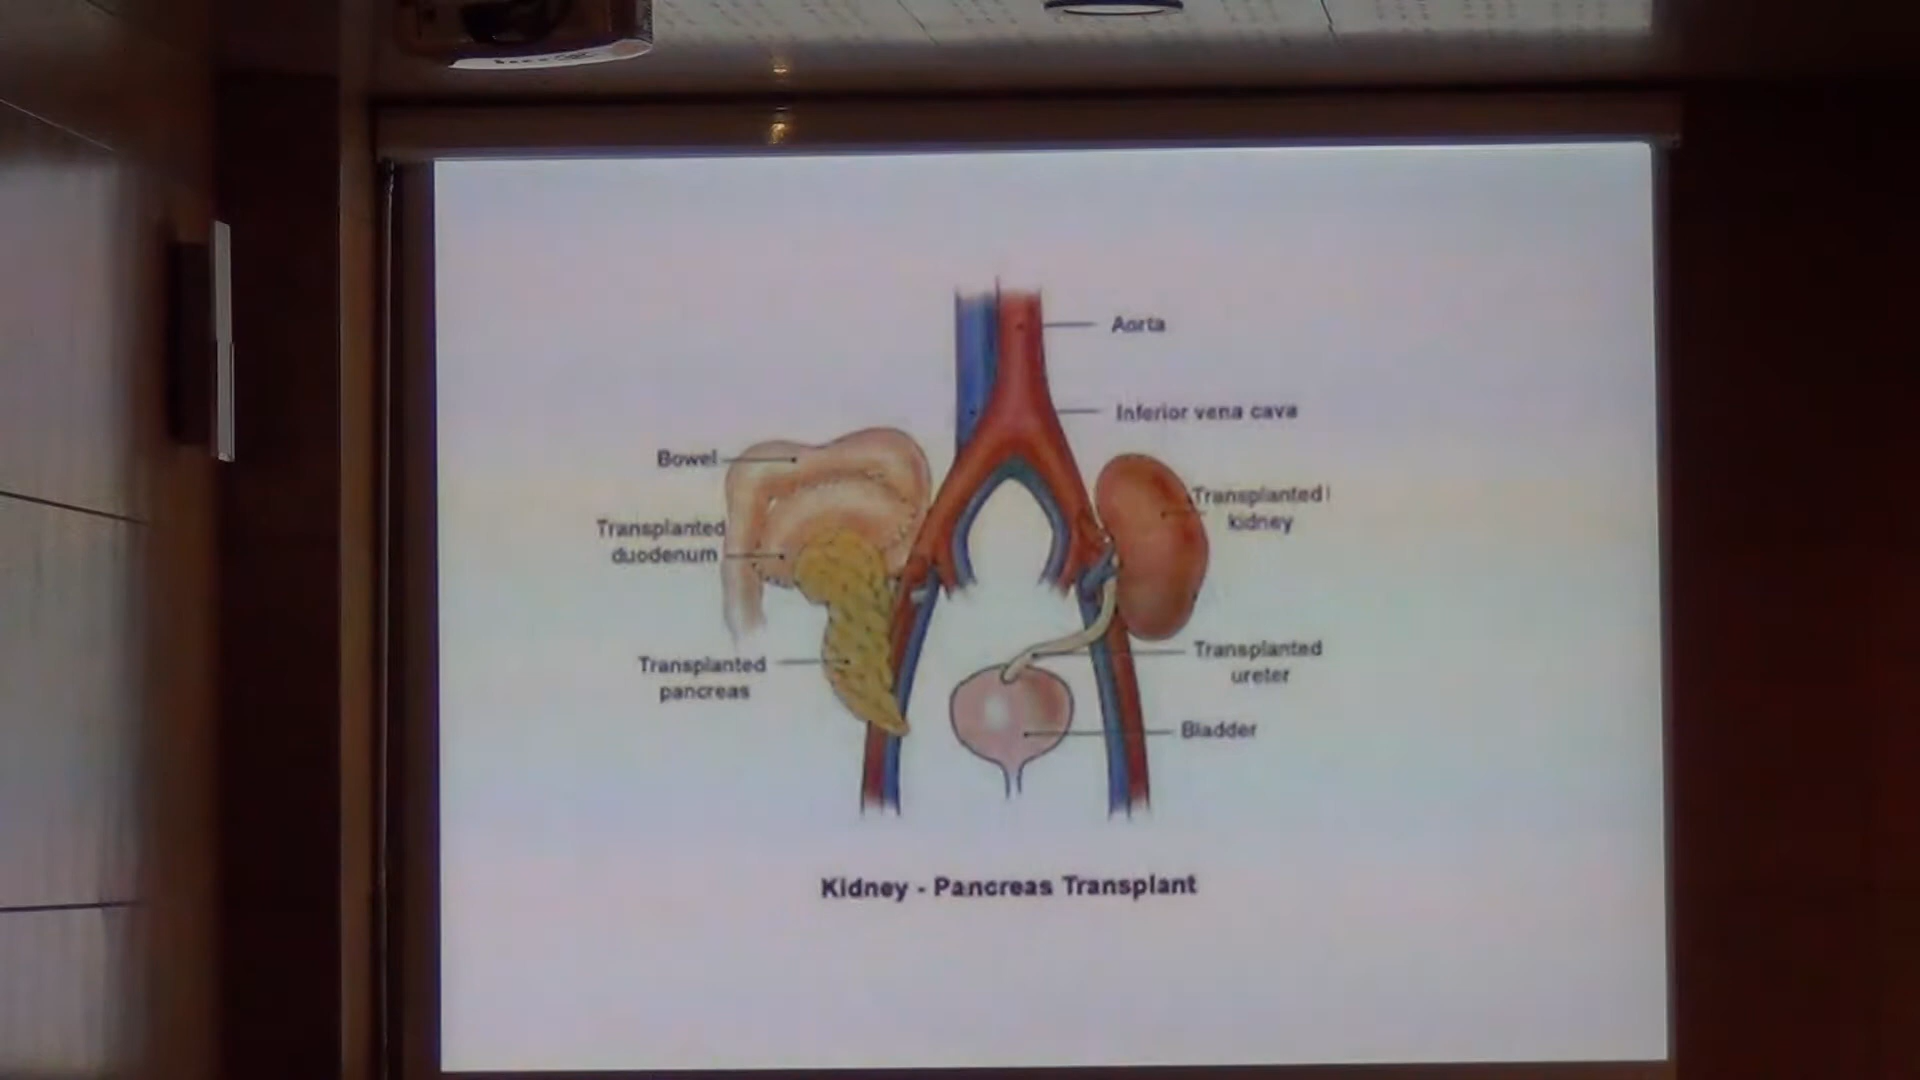 Aorta
Inferior vena cava
Bowel
Transplanted
kidney
Transplanted
duodenum
Transplanted
ureter
Transplanted
pancreas
Bladder
Kidney - Pancreas Transplant